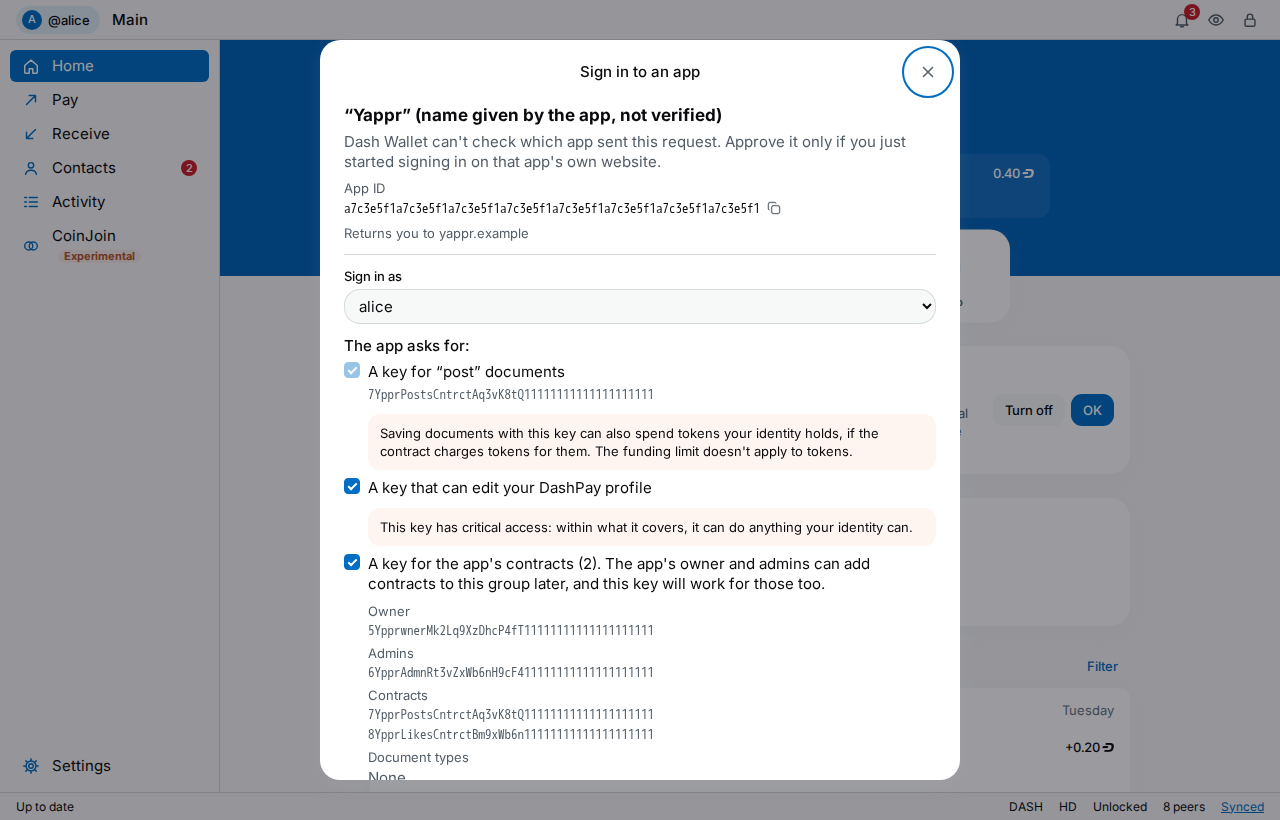 A @alice Main
3
Home
Pay
Receive
Contacts 2
Activity
CoinJoin
Experimental
Settings
Sign in to an app
“Yappr” (name given by the app, not verified)
Dash Wallet can't check which app sent this request. Approve it only if you just
started signing in on that app's own website.
App ID
a7c3e5f1a7c3e5f1a7c3e5f1a7c3e5f1a7c3e5f1a7c3e5f1a7c3e5f1a7c3e5f1
Returns you to yappr.example
Sign in as
alice
The app asks for:
A key for “post” documents
7YpprPostsCntrctAq3vK8tQ11111111111111111111
Saving documents with this key can also spend tokens your identity holds, if the
contract charges tokens for them. The funding limit doesn't apply to tokens.
A key that can edit your DashPay profile
This key has critical access: within what it covers, it can do anything your identity can.
A key for the app's contracts (2). The app's owner and admins can add
contracts to this group later, and this key will work for those too.
Owner
5YpprwnerMk2Lq9XzDhcP4fT11111111111111111111
Admins
6YpprAdmnRt3vZxWb6nH9cF411111111111111111111
Contracts
7YpprPostsCntrctAq3vK8tQ11111111111111111111
8YpprLikesCntrctBm9xWb6n11111111111111111111
Document types
None
0.40
Turn off OK
Filter
Tuesday
+0.20
Up to date DASH HD Unlocked 8 peers Synced